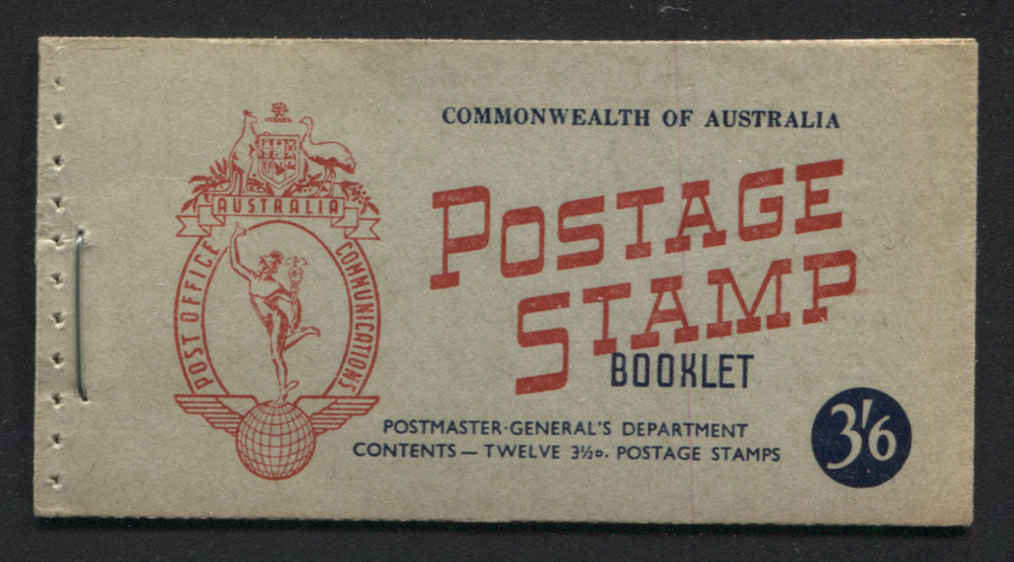 COMMONWEALTH OF AUSTRALIA
POSTAGE
STAMP
BOOKLET
POSTMASTER-GENERAL'S DEPARTMENT
CONTENTS — TWELVE 3½D. POSTAGE STAMPS
3/6
AUSTRALIA
POST OFFICE
COMMUNICATIONS